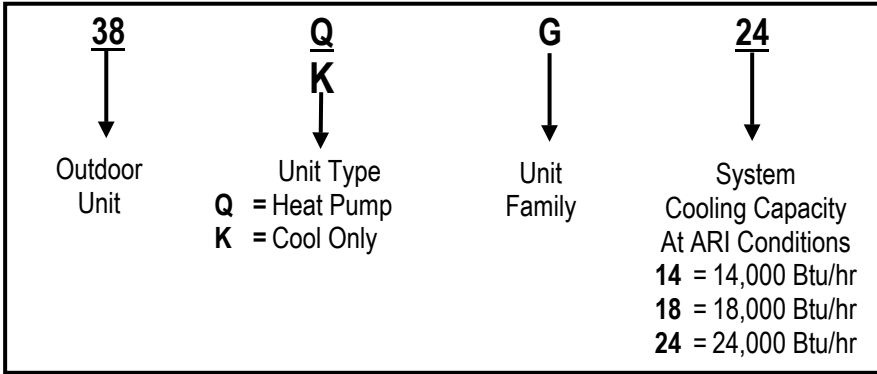 38 Q G 24
K
Outdoor Unit Type Unit System
Unit Q = Heat Pump Family Cooling Capacity
K = Cool Only At ARI Conditions
14 = 14,000 Btu/hr
18 = 18,000 Btu/hr
24 = 24,000 Btu/hr